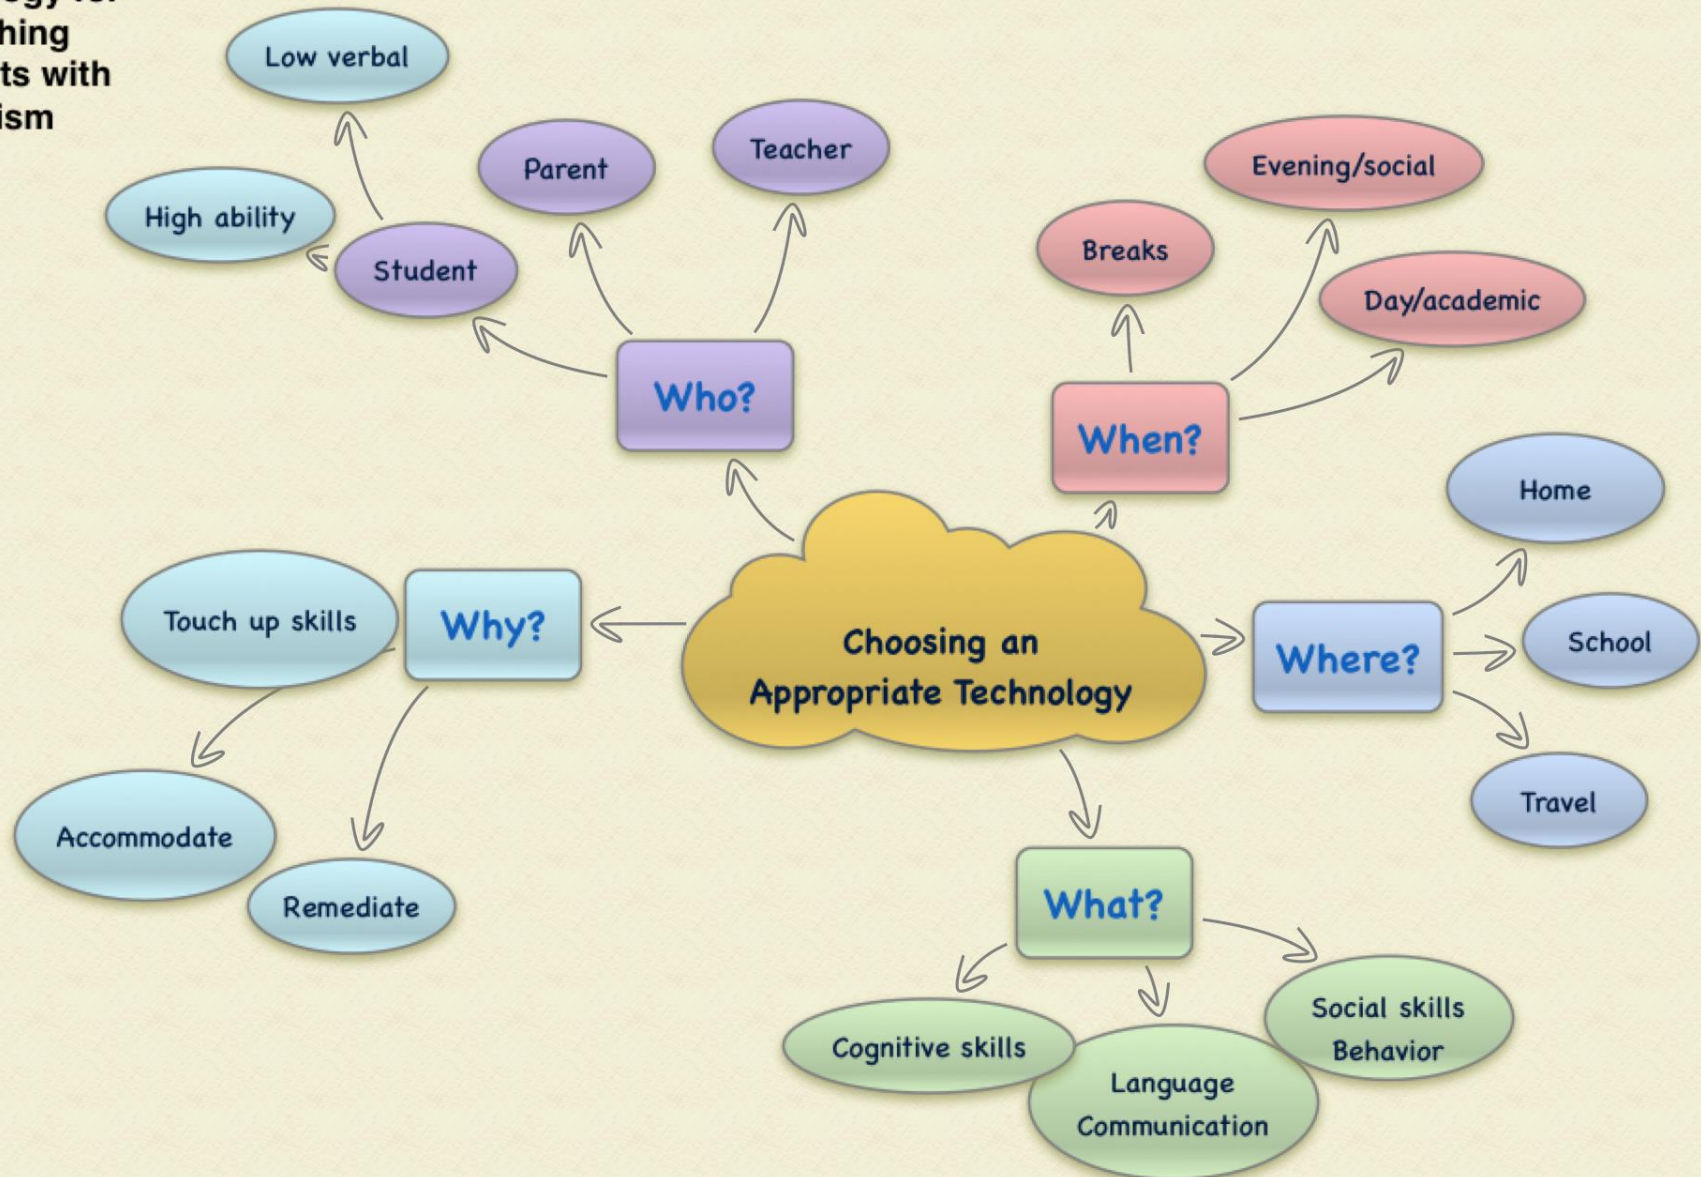 ts with
Low verbal
Parent
Teacher
High ability
Student
Who?
Evening/social
Breaks
Day/academic
When?
Home
School
Where?
Travel
Choosing an
Appropriate Technology
Touch up skills
Why?
Accommodate
Remediate
What?
Cognitive skills
Language
Communication
Social skills
Behavior